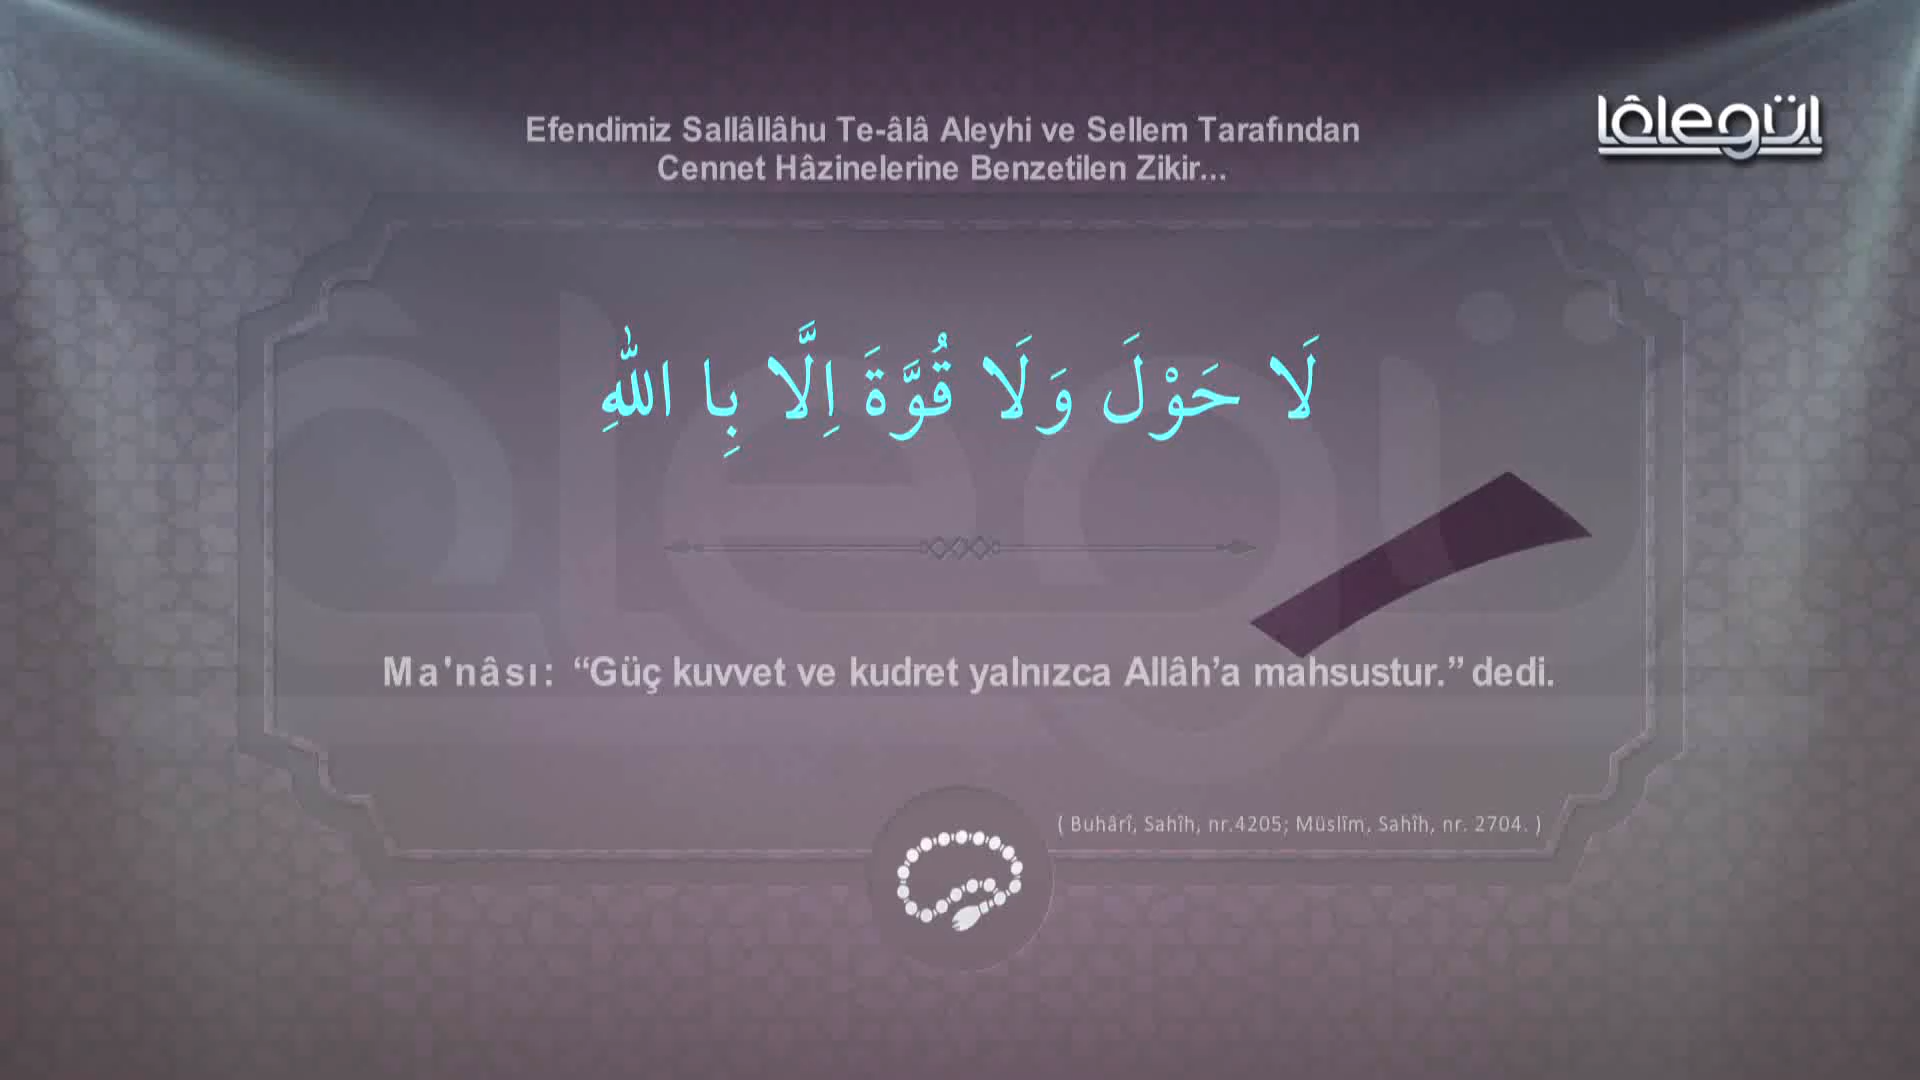 lâlegül
Efendimiz Sallâllâhu Te-âlâ Aleyhi ve Sellem Tarafından
Cennet Hâzinelerine Benzetilen Zikir...
لَا حَوْلَ وَلَا قُوَّةَ اِلَّا بِا اللّٰهِ
Ma'nâsı: “Güç kuvvet ve kudret yalnızca Allâh’a mahsustur.” dedi.
( Buhârî, Sahîh, nr.4205; Müslîm, Sahîh, nr. 2704. )